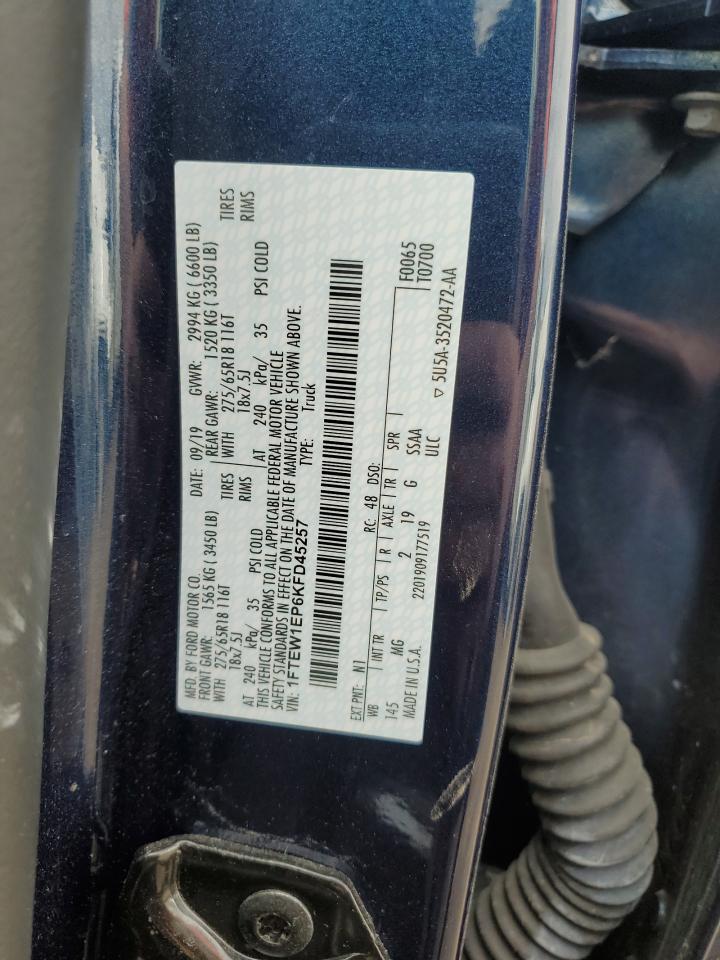 MFD. BY FORD MOTOR CO. DATE: 09/19 GVWR: 2994 KG ( 6600 LB)
FRONT GAWR: 1565 KG ( 3450 LB) REAR GAWR: 1520 KG ( 3350 LB)
WITH 275/65R18 116T TIRES WITH 275/65R18 116T TIRES
18x7.5J RIMS 18x7.5J RIMS
AT 240 kPa/ 35 PSI COLD AT 240 kPa/ 35 PSI COLD
THIS VEHICLE CONFORMS TO ALL APPLICABLE FEDERAL MOTOR VEHICLE
SAFETY STANDARDS IN EFFECT ON THE DATE OF MANUFACTURE SHOWN ABOVE.
VIN: 1FTEW1EP6KFD45257 TYPE: Truck
EXT PNT: N1 RC: 48 DSO:
WB INT TR TP/PS R AXLE TR SPR F0065
145 MG 2 19 G SSAA T0700
MADE IN U.S.A. 2201909177519 ULC
▽ 5U5A-3520472-AA